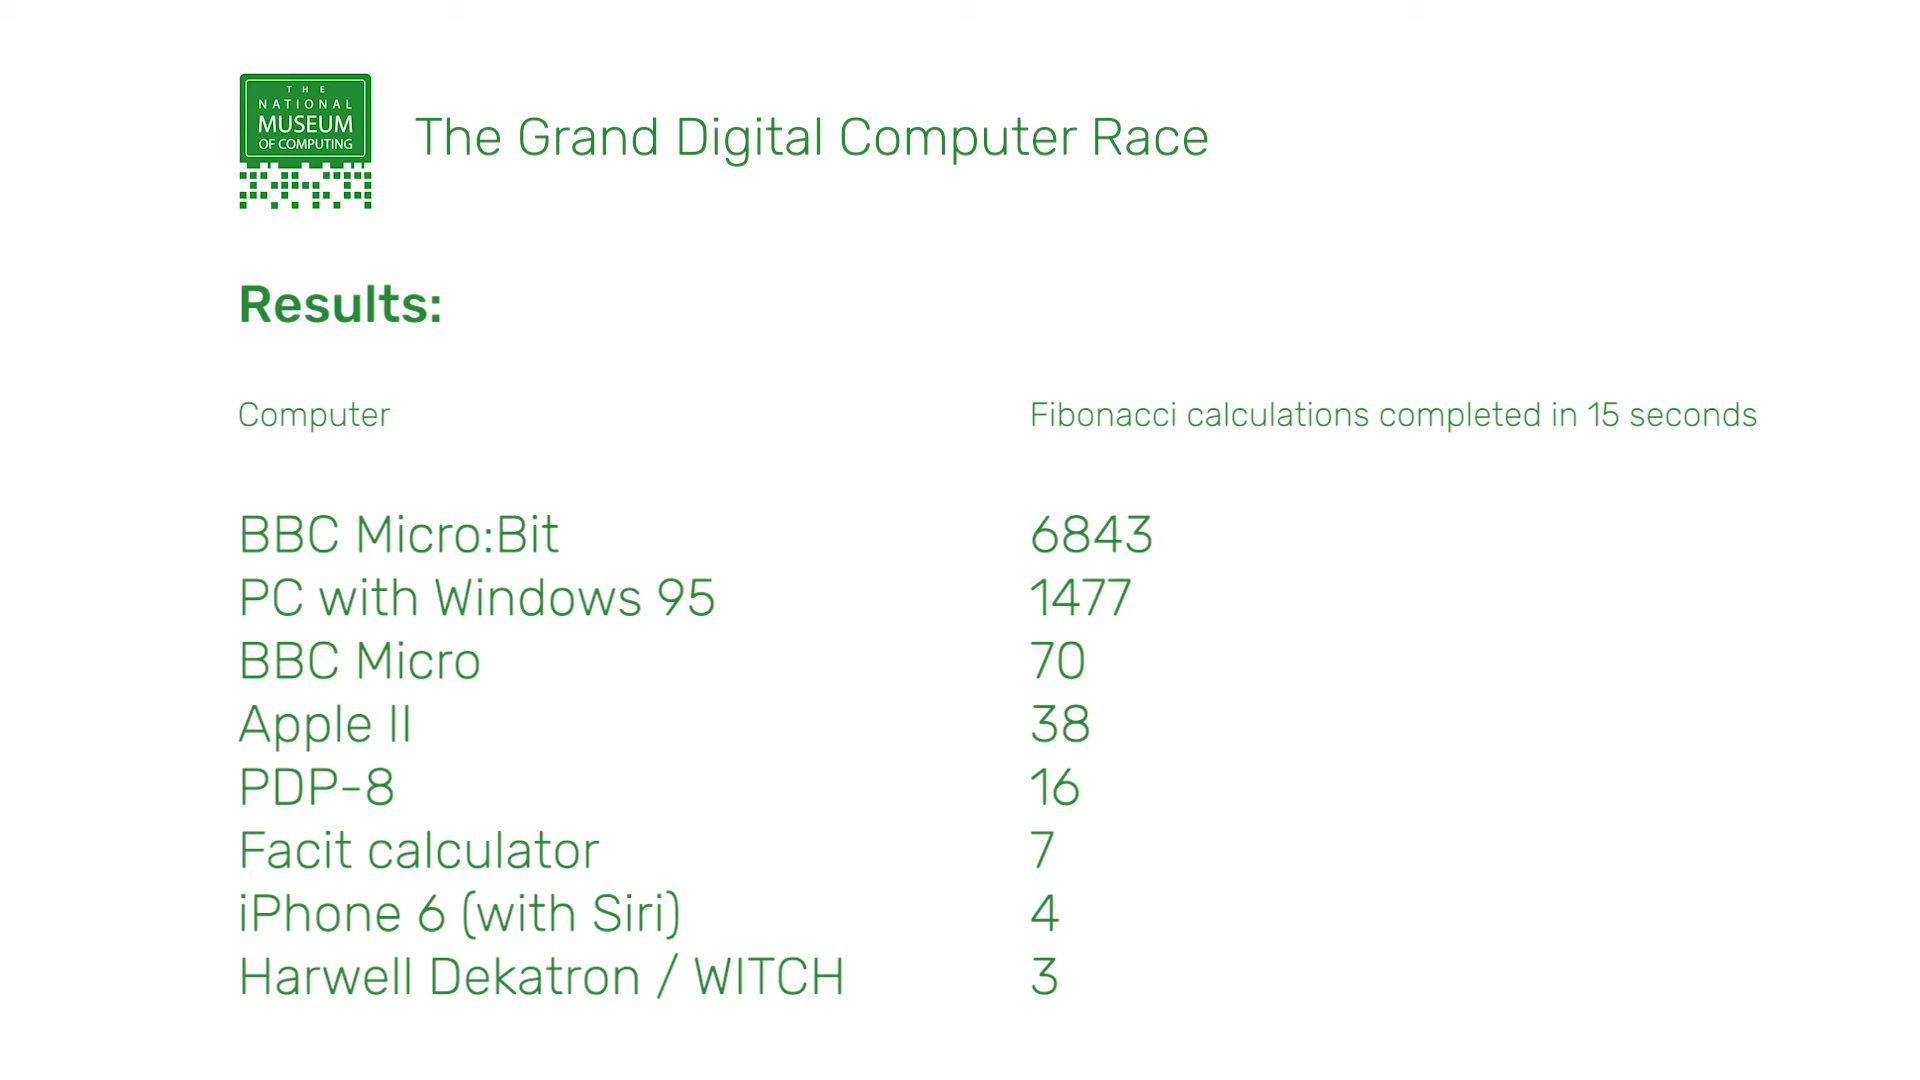 THE
NATIONAL
MUSEUM
OF COMPUTING
The Grand Digital Computer Race
Results:
Computer Fibonacci calculations completed in 15 seconds
BBC Micro:Bit 6843
PC with Windows 95 1477
BBC Micro 70
Apple II 38
PDP-8 16
Facit calculator 7
iPhone 6 (with Siri) 4
Harwell Dekatron / WITCH 3